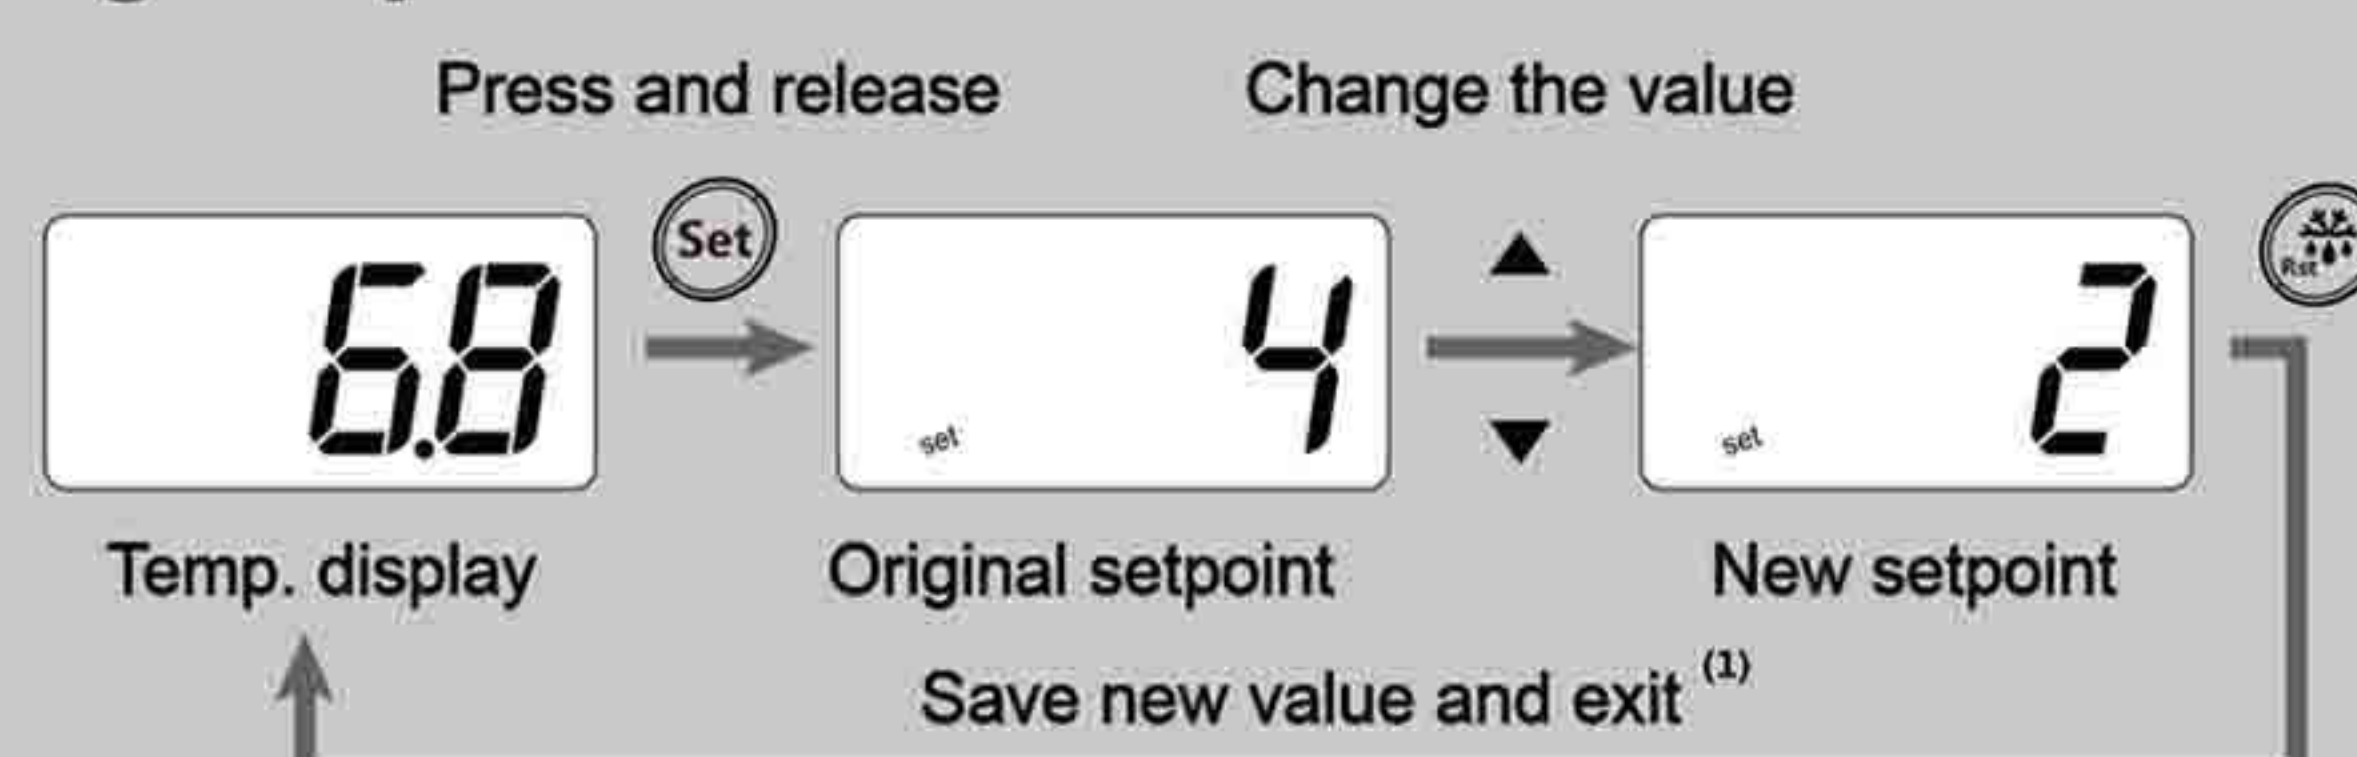 Press and release Change the value
Set
Rst
6.8 4 2
set set
Temp. display Original setpoint New setpoint
Save new value and exit (1)